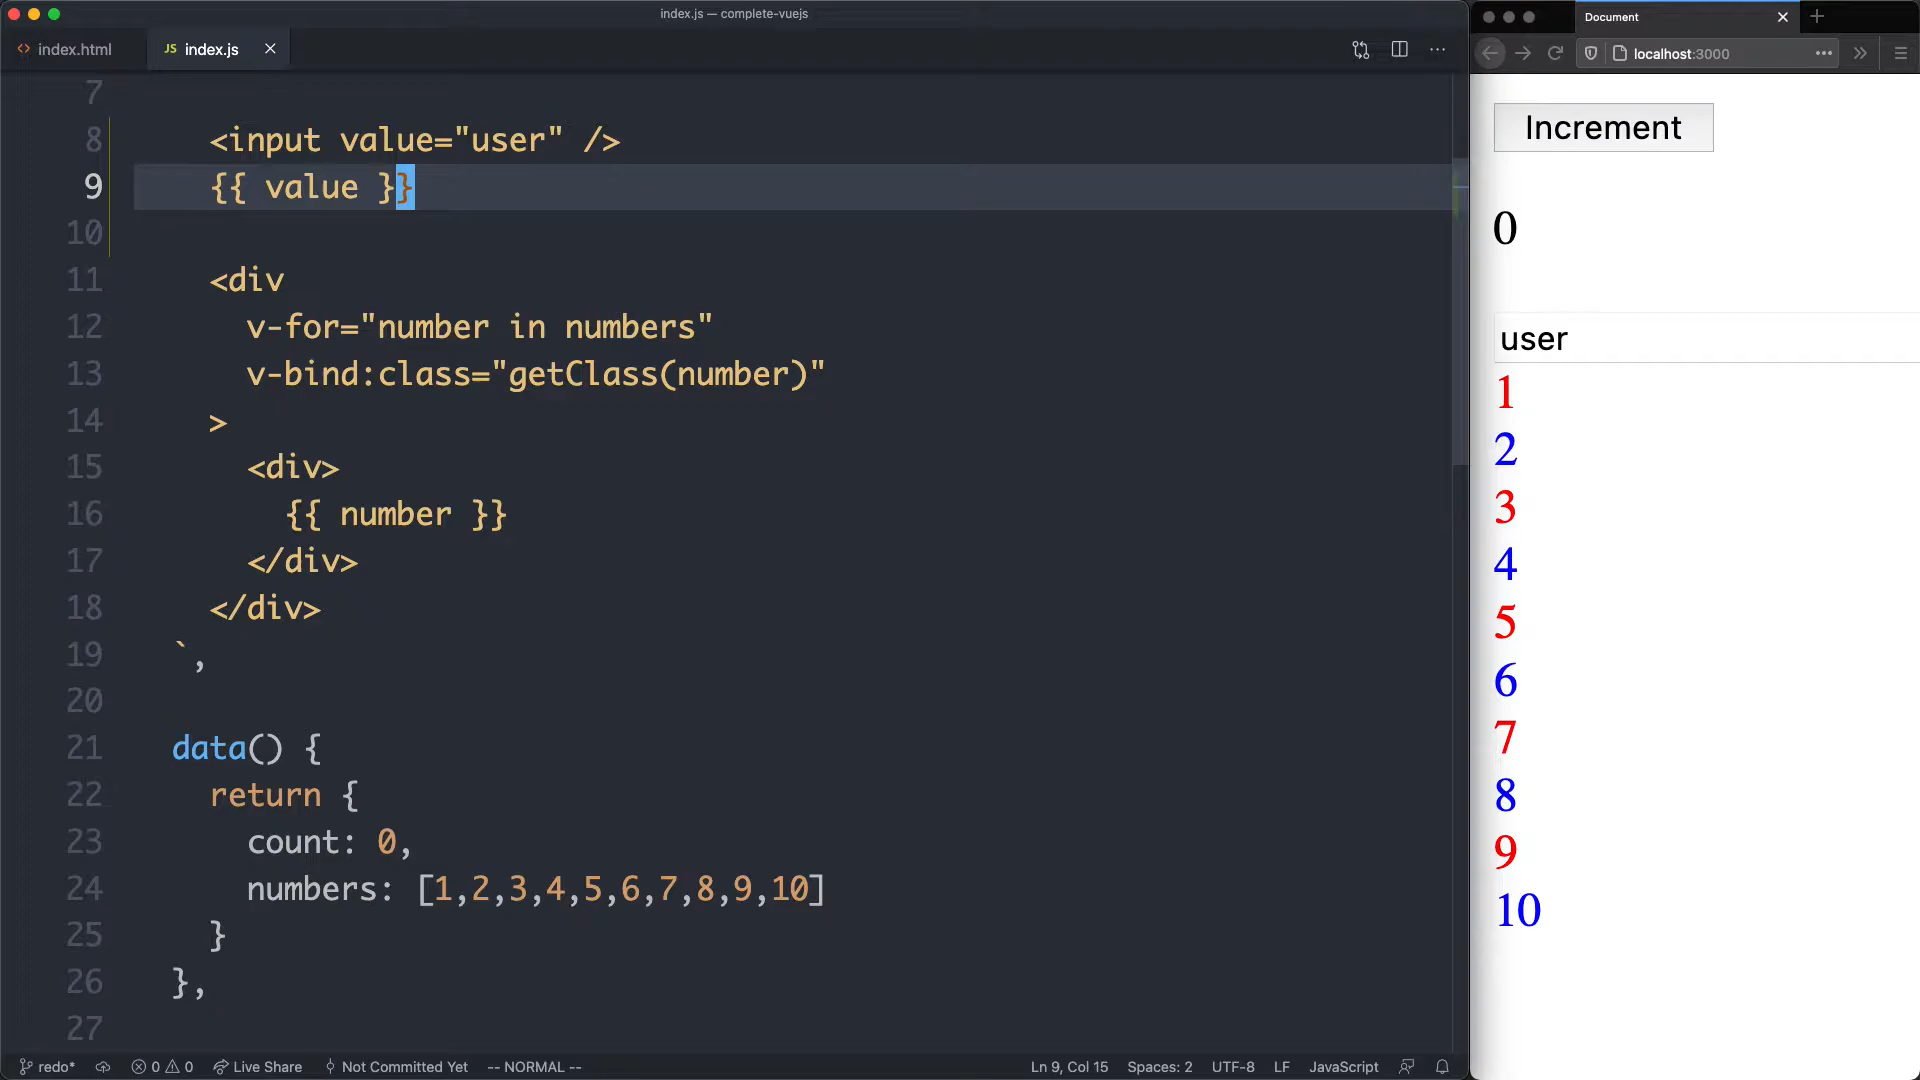 index.js — complete-vuejs
index.html
JS index.js
7
8 <input value="user" />
9 {{ value }}
10
11 <div
12 v-for="number in numbers"
13 v-bind:class="getClass(number)"
14 >
15 <div>
16 {{ number }}
17 </div>
18 </div>
19 `,
20
21 data() {
22 return {
23 count: 0,
24 numbers: [1,2,3,4,5,6,7,8,9,10]
25 }
26 },
27
redo* 0 0 Live Share Not Committed Yet -- NORMAL -- Ln 9, Col 15 Spaces: 2 UTF-8 LF JavaScript
Document
localhost:3000
Increment
0
user
1
2
3
4
5
6
7
8
9
10